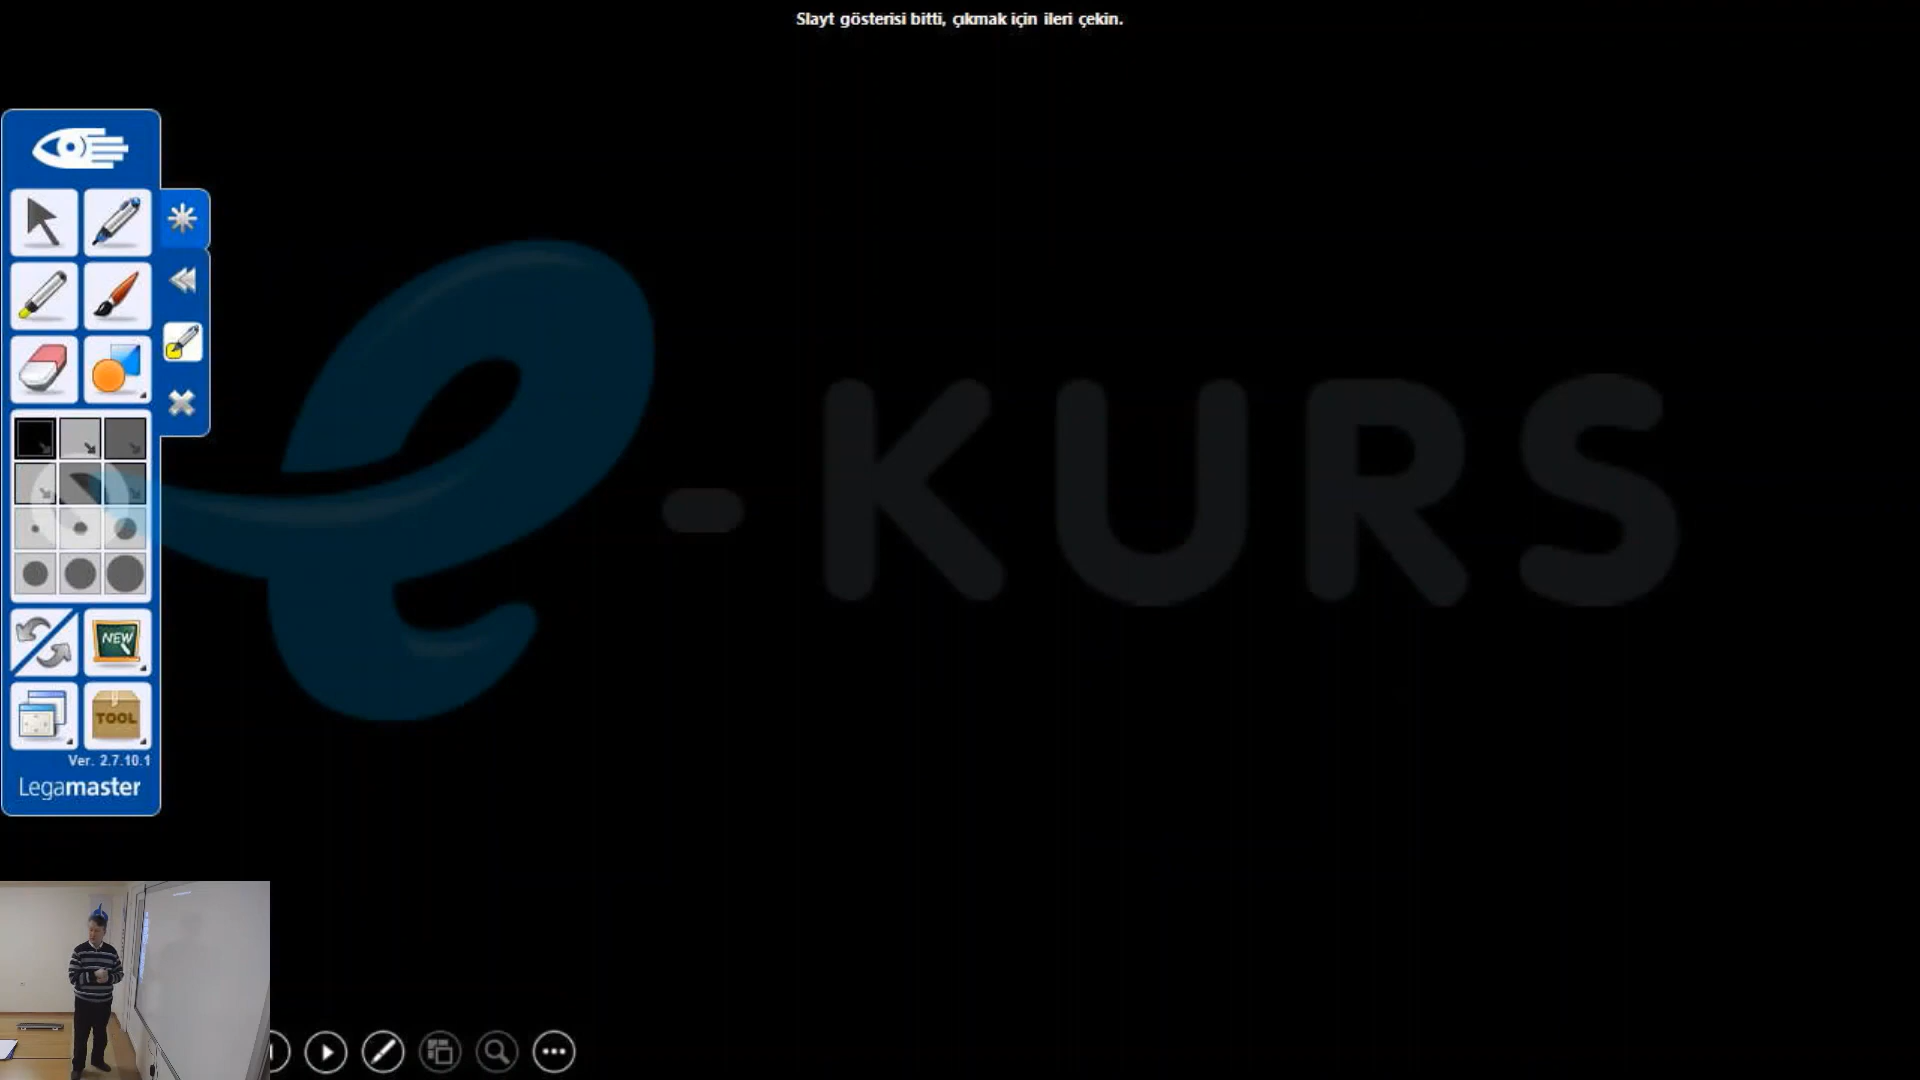 Slayt gösterisi bitti, çıkmak için ileri çekin.
e-KURS
NEW
TOOL
Ver. 2.7.10.1
Legamaster